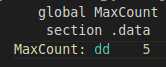 global MaxCount
section .data
MaxCount: dd 5